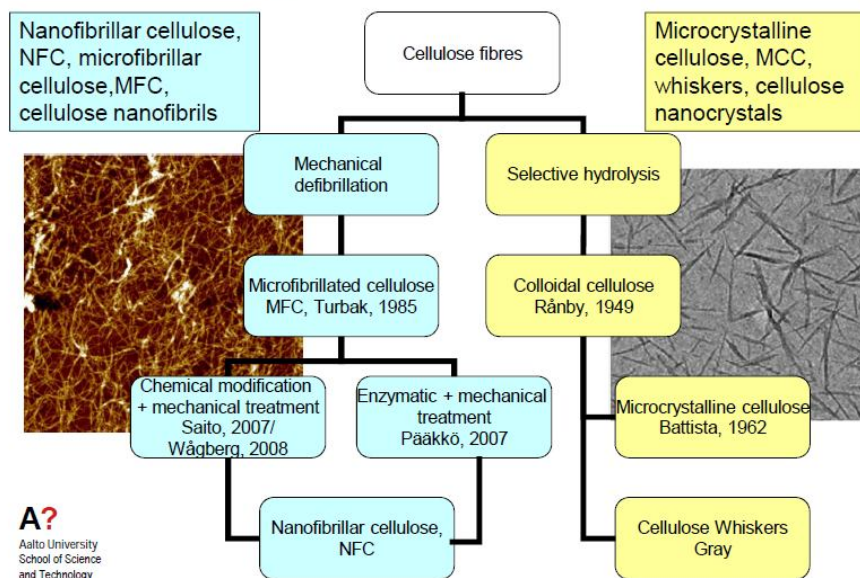 Nanofibrillar cellulose,
NFC, microfibrillar
cellulose,MFC,
cellulose nanofibrils
Cellulose fibres
Microcrystalline
cellulose, MCC,
whiskers, cellulose
nanocrystals
Mechanical
defibrillation
Selective hydrolysis
Microfibrillated cellulose
MFC, Turbak, 1985
Colloidal cellulose
Rånby, 1949
Chemical modification
+ mechanical treatment
Saito, 2007/
Wågberg, 2008
Enzymatic + mechanical
treatment
Pääkkö, 2007
Microcrystalline cellulose
Battista, 1962
Nanofibrillar cellulose,
NFC
Cellulose Whiskers
Gray
A?
Aalto University
School of Science
and Technology